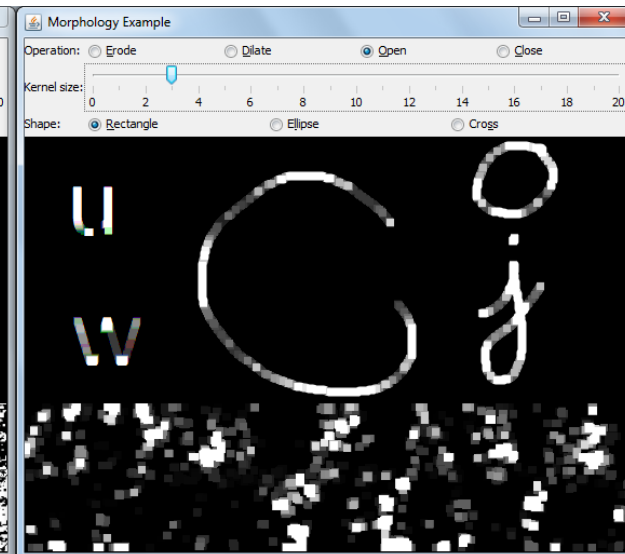 Morphology Example
Operation: Erode Dilate Open Close
Kernel size:
0 2 4 6 8 10 12 14 16 18 20
Shape: Rectangle Ellipse Cross
u
w
j